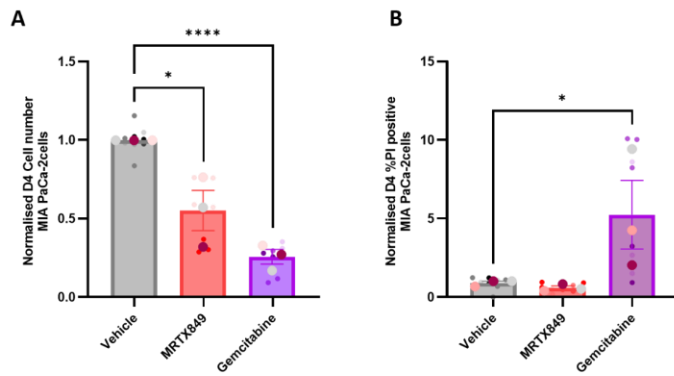 A
Normalised D4 Cell number
MIA PaCa-2cells
1.5
1.0
0.5
0.0
****
*
Vehicle
MRTX849
Gemcitabine
B
Normalised D4 %PI positive
MIA PaCa-2cells
15
10
5
0
*
Vehicle
MRTX849
Gemcitabine